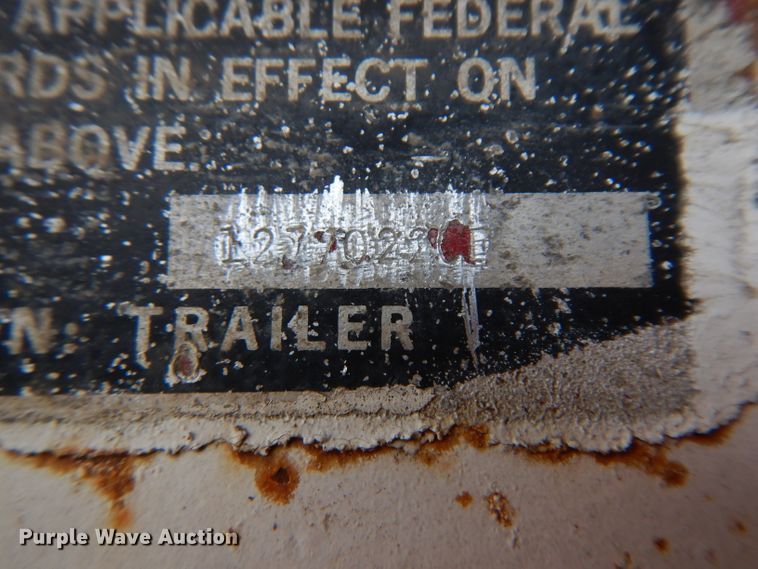 APPLICABLE FEDERAL
RDS IN EFFECT ON
ABOVE.
N: TRAILER
Purple Wave Auction